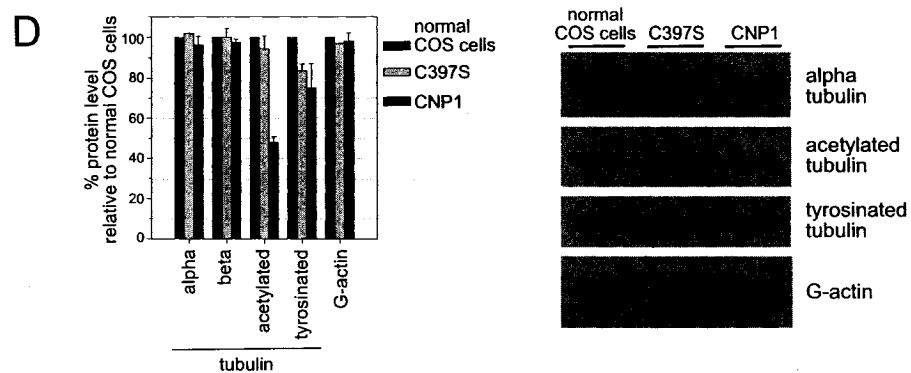 D
% protein level
relative to normal COS cells
100
80
60
40
20
0
alpha
beta
acetylated
tyrosinated
G-actin
tubulin
normal
COS cells
C397S
CNP1
normal
COS cells
C397S
CNP1
alpha
tubulin
acetylated
tubulin
tyrosinated
tubulin
G-actin